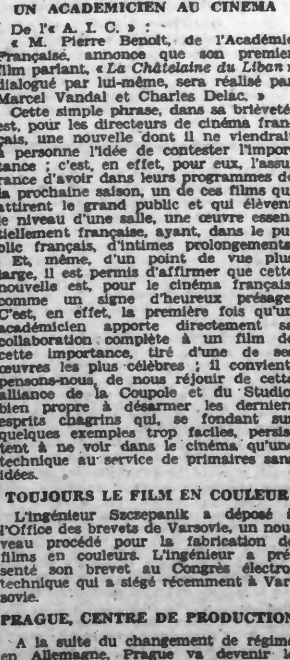 UN ACADEMICIEN AU CINEMA
De l'« A. I. C. » :
« M. Pierre Benoit, de l'Académie
Française, annonce que son premier
film parlant, « La Châtelaine du Liban »
dialogué par lui-même, sera réalisé par
Marcel Vandal et Charles Delac. »
Cette simple phrase, dans sa brièveté
est, pour les directeurs de cinéma fran-
çais, une nouvelle dont il ne viendrait
à personne l'idée de contester l'impor-
tance ; c'est, en effet, pour eux, l'assu-
rance d'avoir dans leurs programmes de
la prochaine saison, un de ces films qui
attirent le grand public et qui élèvent
le niveau d'une salle, une œuvre essen-
tiellement française, ayant, dans le pu-
blic français, d'intimes prolongements.
Et, même, d'un point de vue plus
large, il est permis d'affirmer que cette
nouvelle est, pour le cinéma français
comme un signe d'heureux présage.
C'est, en effet, la première fois qu'un
académicien apporte directement sa
collaboration complète à un film de
cette importance, tiré d'une de ses
œuvres les plus célèbres ; il convient,
pensons-nous, de nous réjouir de cette
alliance de la Coupole et du Studio
bien propre à désarmer les derniers
esprits chagrins qui, se fondant sur
quelques exemples trop faciles, persis-
tent à ne voir dans le cinéma qu'une
technique au service de primaires sans
idées.
TOUJOURS LE FILM EN COULEUR
L'ingénieur Szczepanik a déposé à
l'Office des brevets de Varsovie, un nou-
veau procédé pour la fabrication de
films en couleurs. L'ingénieur a pré-
senté son brevet au Congrès électro-
technique qui a siégé récemment à Var-
sovie.
PRAGUE, CENTRE DE PRODUCTION
A la suite du changement de régime
en Allemagne, Prague va devenir le